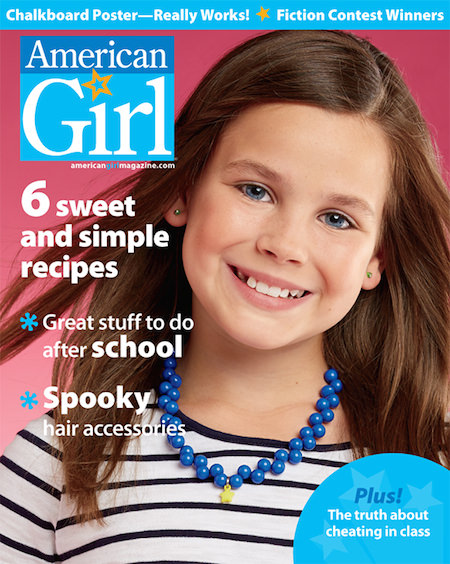 Chalkboard Poster—Really Works! ★ Fiction Contest Winners
American
Girl
americangirlmagazine.com
6 sweet
and simple
recipes
* Great stuff to do
after school
* Spooky
hair accessories
Plus!
The truth about
cheating in class